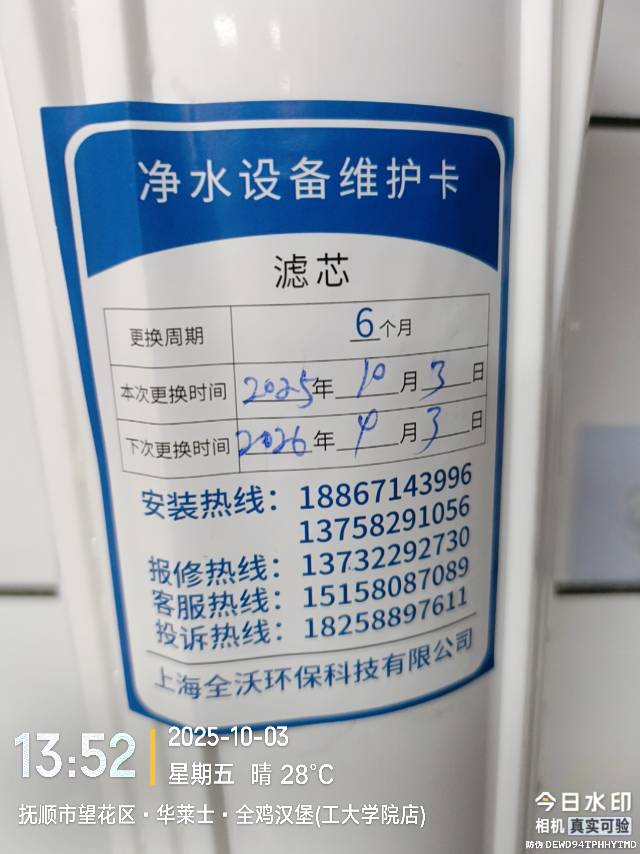 净水设备维护卡
滤芯
更换周期 6个月
本次更换时间 2025年10月3日
下次更换时间 2026年4月3日
安装热线：18867143996
13758291056
报修热线：13732292730
客服热线：15158087089
投诉热线：18258897611
上海全沃环保科技有限公司
13:52
2025-10-03
星期五 晴 28℃
抚顺市望花区·华莱士·全鸡汉堡(工大学院店)
今日水印
相机 真实可验
防伪 DEWD94TPHHYTMD